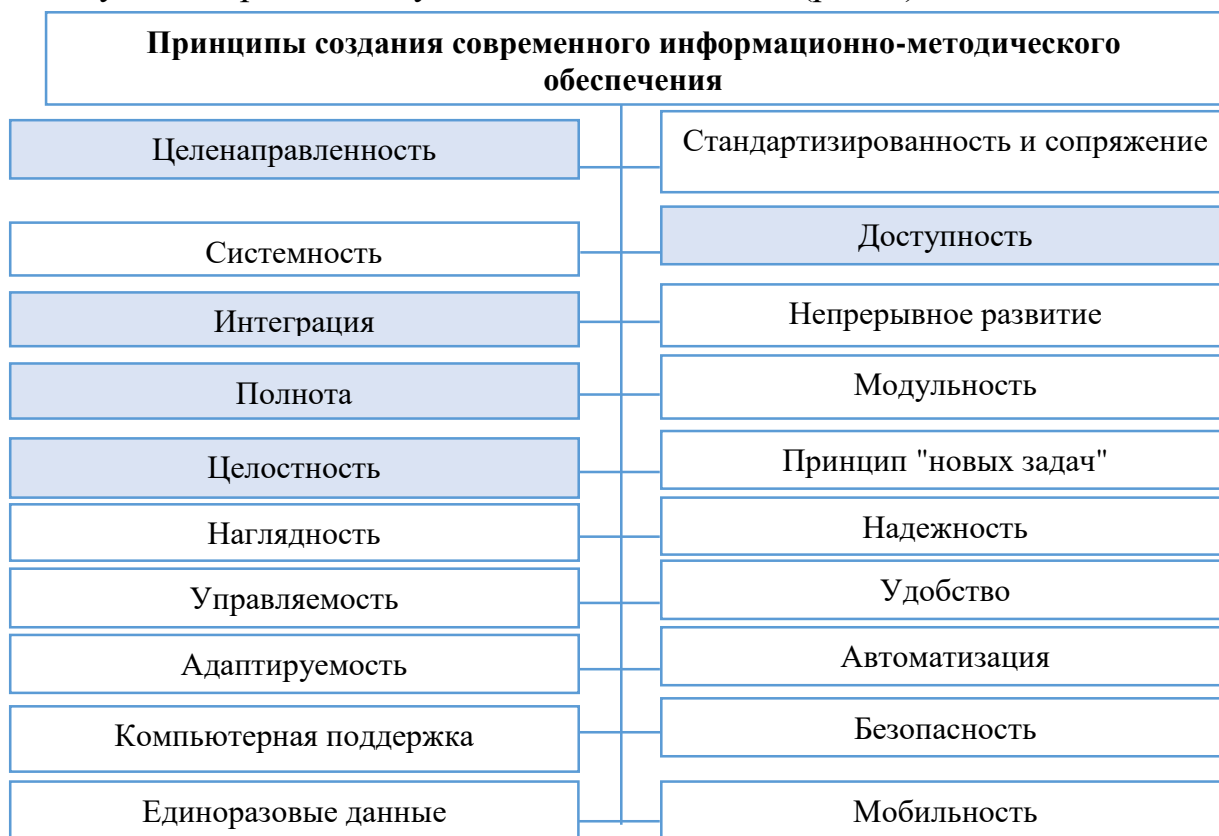 Принципы создания современного информационно-методического
обеспечения
Целенаправленность
Стандартизированность и сопряжение
Системность
Доступность
Интеграция
Непрерывное развитие
Полнота
Модульность
Целостность
Принцип "новых задач"
Наглядность
Надежность
Управляемость
Удобство
Адаптируемость
Автоматизация
Компьютерная поддержка
Безопасность
Единоразовые данные
Мобильность